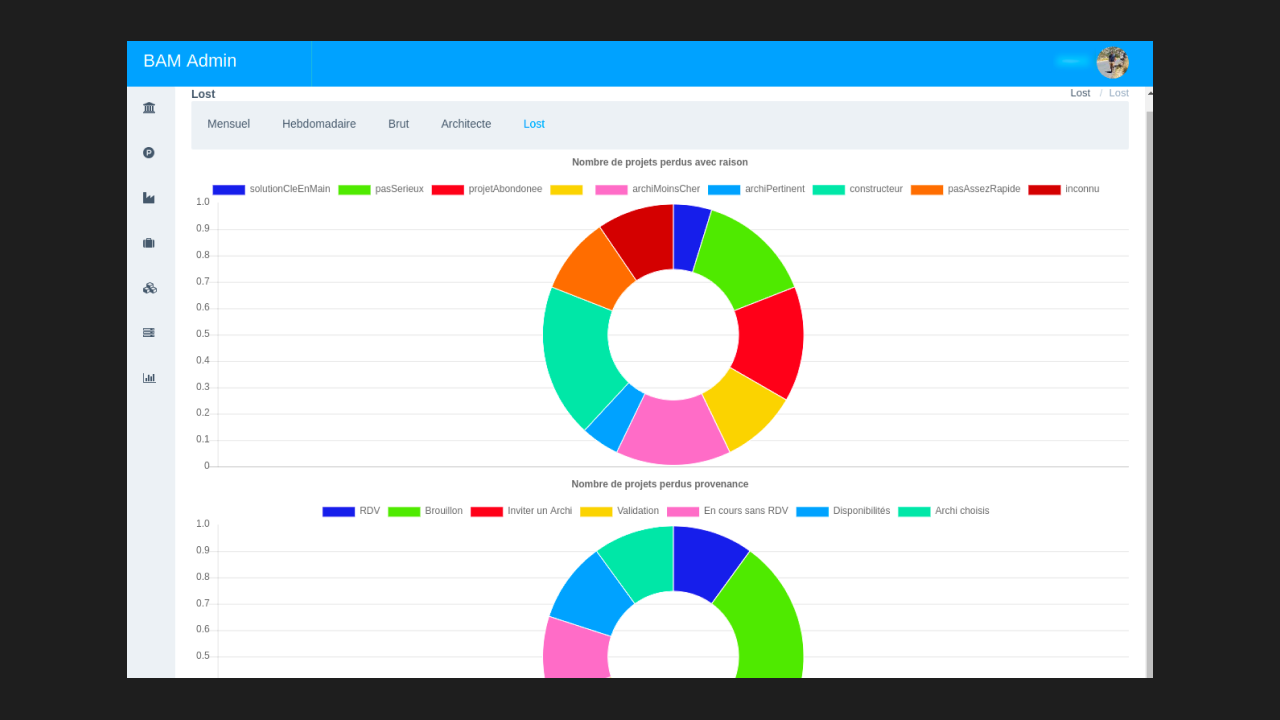 BAM Admin
Lost
Lost / Lost
Mensuel Hebdomadaire Brut Architecte Lost
Nombre de projets perdus avec raison
solutionCleEnMain pasSerieux projetAbondonee archiMoinsCher archiPertinent constructeur pasAssezRapide inconnu
1.0
0.9
0.8
0.7
0.6
0.5
0.4
0.3
0.2
0.1
0
Nombre de projets perdus provenance
RDV Brouillon Inviter un Archi Validation En cours sans RDV Disponibilités Archi choisis
1.0
0.9
0.8
0.7
0.6
0.5